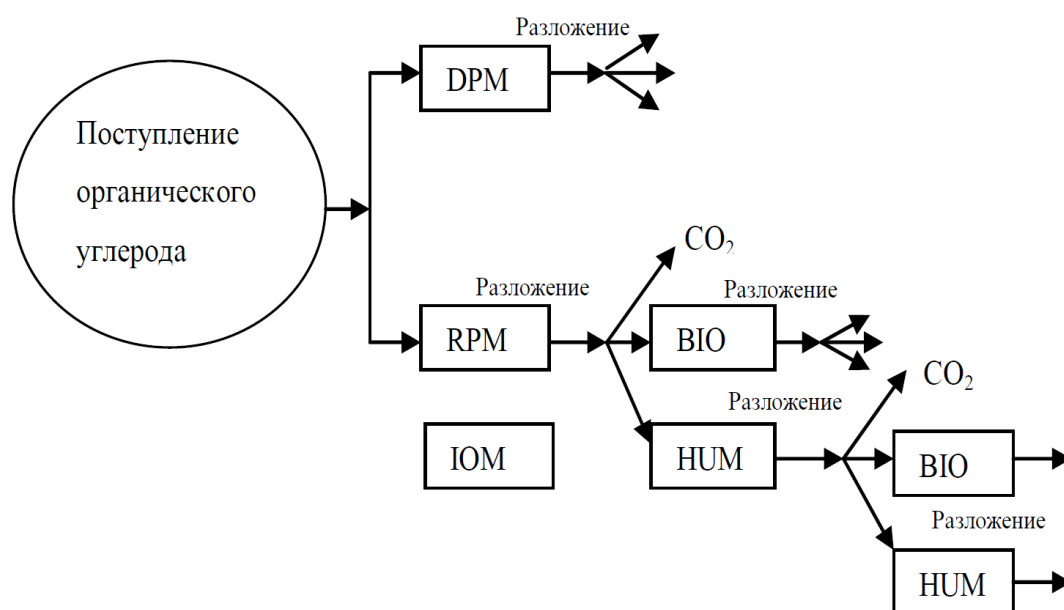 Разложение
DPM
Поступление
органического
углерода
CO₂
Разложение
Разложение
RPM
BIO
CO₂
Разложение
IOM
HUM
BIO
Разложение
HUM